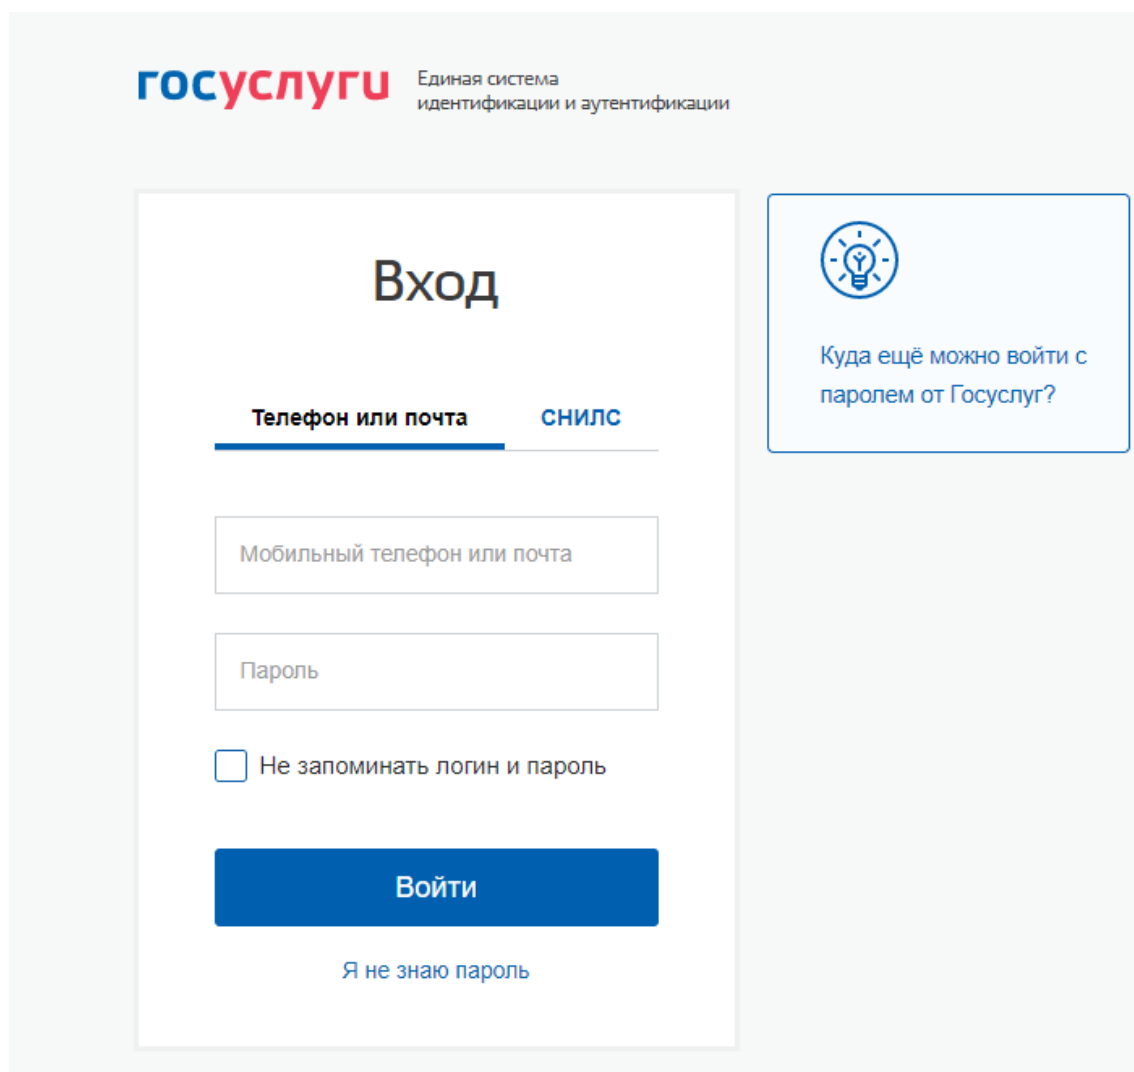 госуслуги
Единая система
идентификации и аутентификации
Вход
Телефон или почта
СНИЛС
Мобильный телефон или почта
Пароль
Не запоминать логин и пароль
Войти
Я не знаю пароль
Куда ещё можно войти с
паролем от Госуслуг?